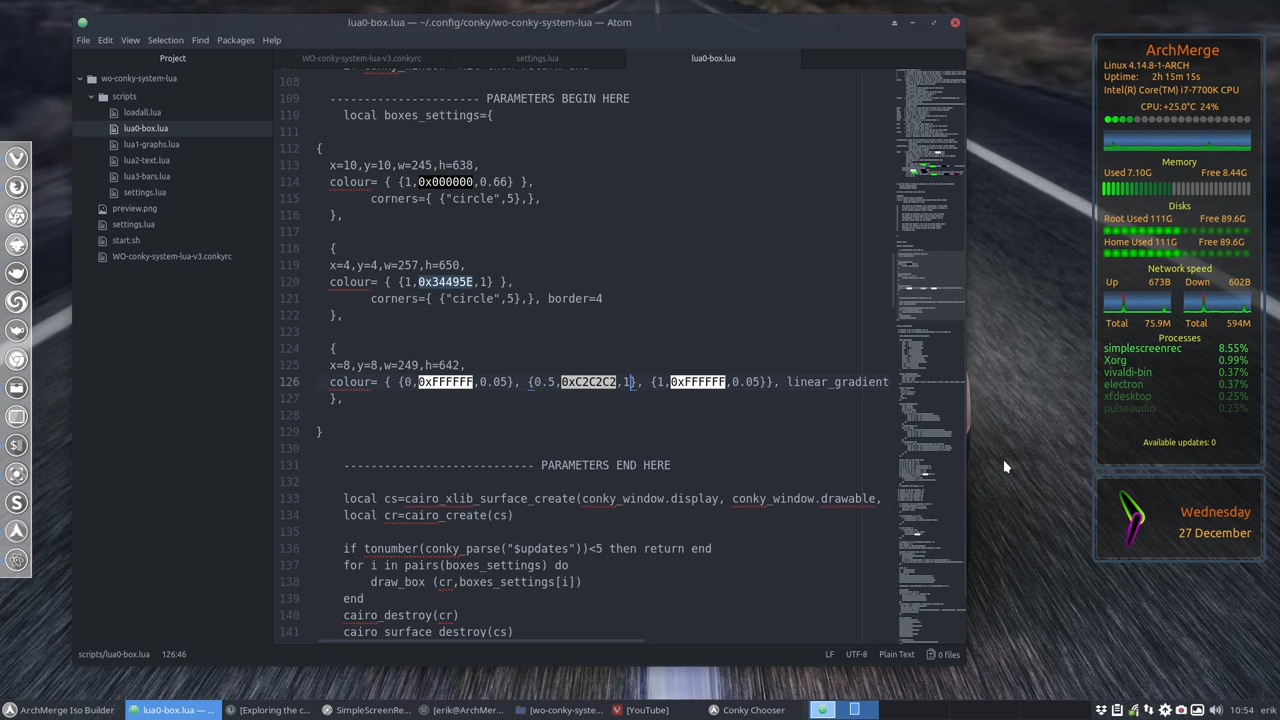 lua0-box.lua — ~/.config/conky/wo-conky-system-lua — Atom
File Edit View Selection Find Packages Help
Project
WO-conky-system-lua-v3.conkyrc
settings.lua
lua0-box.lua
wo-conky-system-lua
scripts
loadall.lua
lua0-box.lua
lua1-graphs.lua
lua2-text.lua
lua3-bars.lua
settings.lua
preview.png
settings.lua
start.sh
WO-conky-system-lua-v3.conkyrc
108
109 ---------------------- PARAMETERS BEGIN HERE
110 local boxes_settings={
111
112 {
113 x=10,y=10,w=245,h=638,
114 colour= { {1,0x000000,0.66} },
115 corners={ {"circle",5},},
116 },
117
118 {
119 x=4,y=4,w=257,h=650,
120 colour= { {1,0x34495E,1} },
121 corners={ {"circle",5},}, border=4
122 },
123
124 {
125 x=8,y=8,w=249,h=642,
126 colour= { {0,0xFFFFFF,0.05}, {0.5,0xC2C2C2,1}, {1,0xFFFFFF,0.05}}, linear_gradient
127 },
128
129 }
130
131 --------------------------- PARAMETERS END HERE
132
133 local cs=cairo_xlib_surface_create(conky_window.display, conky_window.drawable,
134 local cr=cairo_create(cs)
135
136 if tonumber(conky_parse("$updates"))<5 then return end
137 for i in pairs(boxes_settings) do
138 draw_box (cr,boxes_settings[i])
139 end
140 cairo_destroy(cr)
141 cairo_surface_destroy(cs)
scripts/lua0-box.lua 126:46
LF UTF-8 Plain Text 0 files
ArchMerge
Linux 4.14.8-1-ARCH
Uptime: 2h 15m 15s
Intel(R) Core(TM) i7-7700K CPU
CPU: +25.0°C 24%
Memory
Used 7.10G Free 8.44G
Disks
Root Used 111G Free 89.6G
Home Used 111G Free 89.6G
Network speed
Up 673B Down 602B
Total 75.9M Total 594M
Processes
simplescreenrec 8.55%
Xorg 0.99%
vivaldi-bin 0.37%
electron 0.37%
xfdesktop 0.25%
pulseaudio 0.25%
Available updates: 0
Wednesday
27 December
ArchMerge Iso Builder
lua0-box.lua — ...
[Exploring the c...
SimpleScreenRe...
[erik@ArchMer...
[wo-conky-syste...
[YouTube]
Conky Chooser
10:54 erik